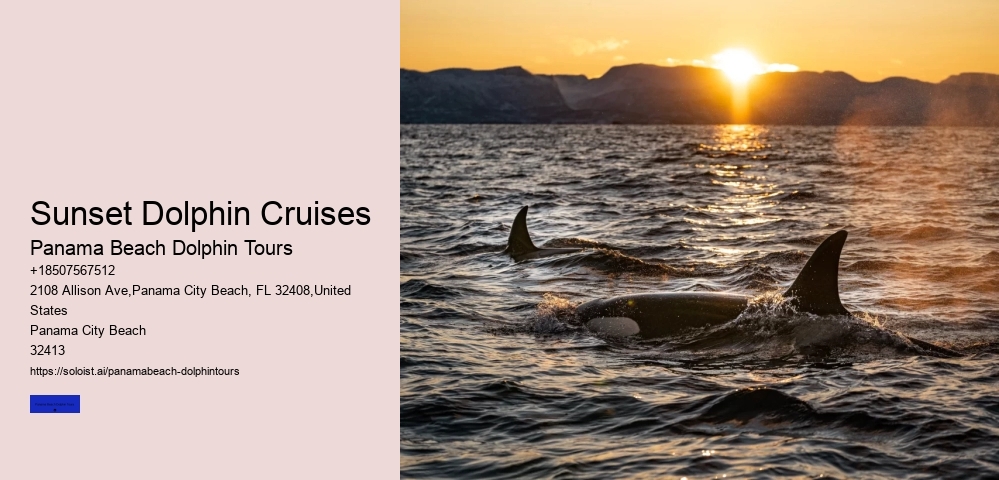 Sunset Dolphin Cruises
Panama Beach Dolphin Tours
+18507567512
2108 Allison Ave,Panama City Beach, FL 32408,United
States
Panama City Beach
32413
https://soloist.ai/panamabeach-dolphintours